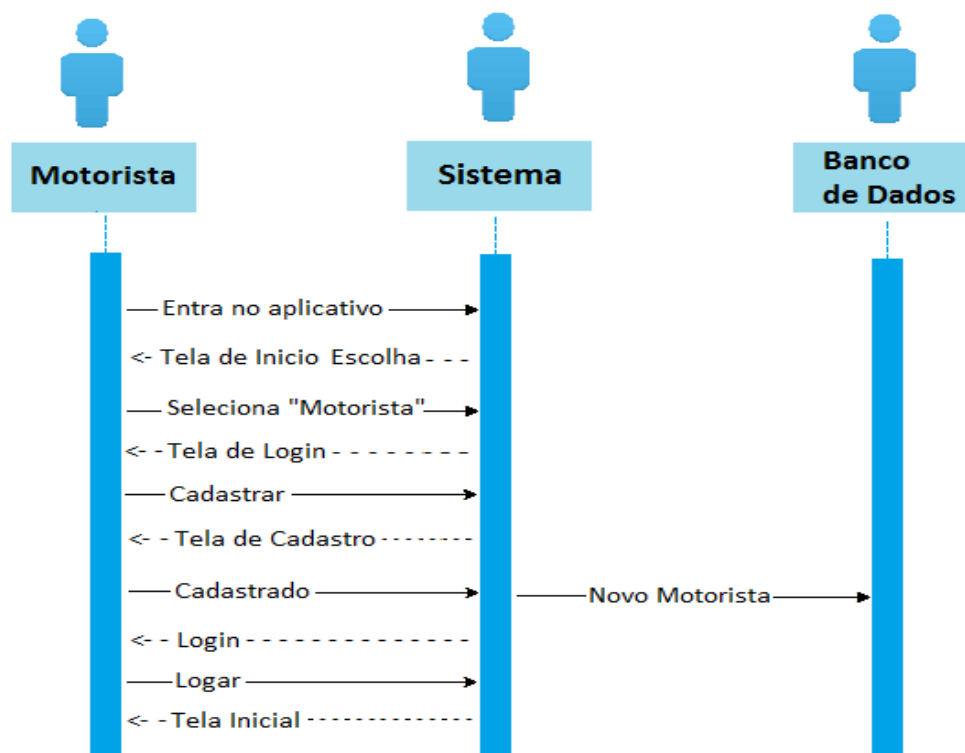 Motorista
Sistema
Banco
de Dados
Entra no aplicativo
Tela de Inicio Escolha
Seleciona "Motorista"
Tela de Login
Cadastrar
Tela de Cadastro
Cadastrado
Novo Motorista
Login
Logar
Tela Inicial